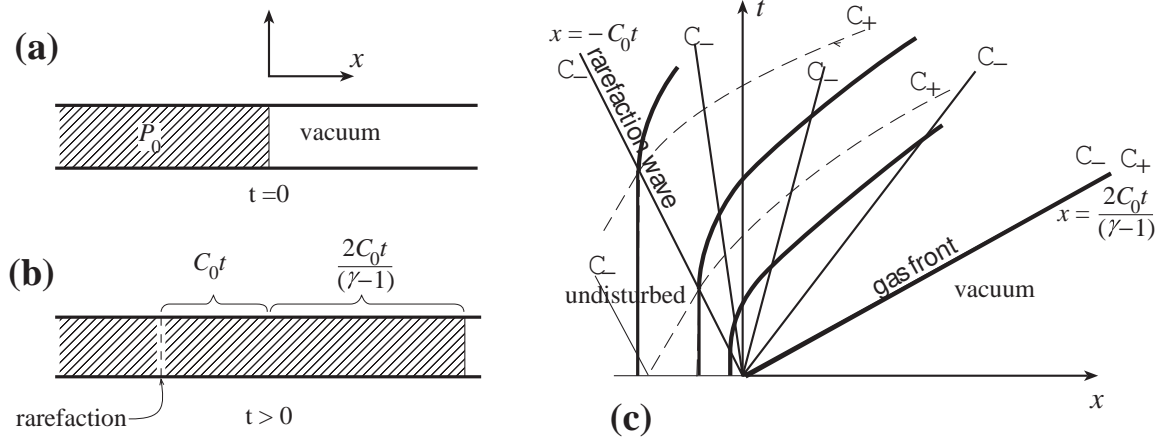 (a)
x
P₀
vacuum
t =0
(b)
C₀t
2C₀t
(γ–1)
rarefaction
t > 0
t
x = –C₀t
C–
C+
C–
C–
C–
C+
rarefaction wave
C– C+
x = 2C₀t
(γ–1)
gas front
C–
undisturbed
vacuum
x
(c)